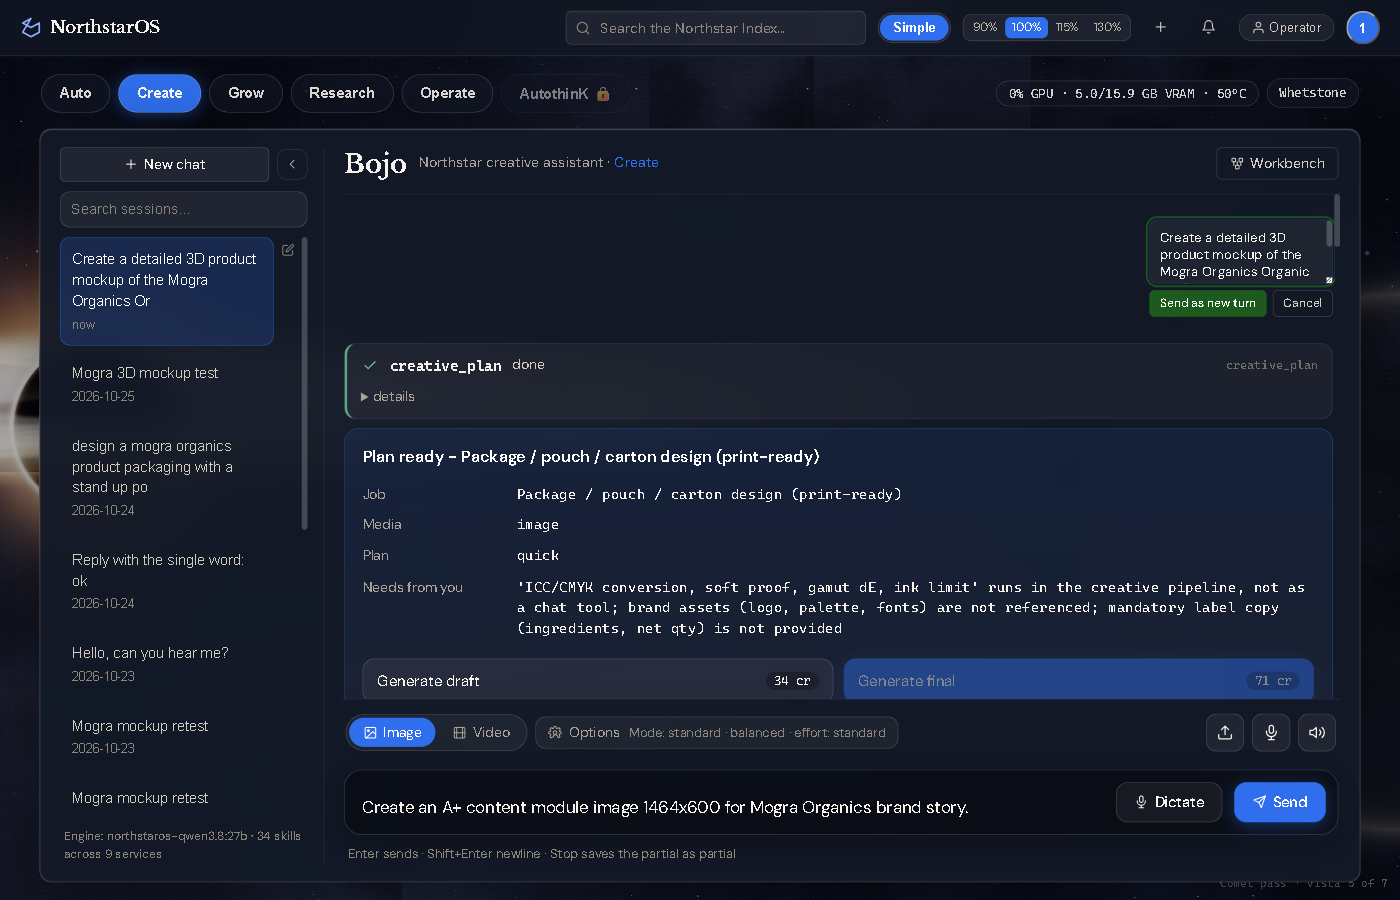 NorthstarOS
Search the Northstar Index...
Simple
90% 100% 115% 130%
+
Operator
1
Auto
Create
Grow
Research
Operate
AutothinK
0% GPU · 5.0/15.9 GB VRAM · 50°C
Whetstone
+ New chat
Search sessions...
Create a detailed 3D product
mockup of the Mogra
Organics Or
now
Mogra 3D mockup test
2026-10-25
design a mogra organics
product packaging with a
stand up po
2026-10-24
Reply with the single word:
ok
2026-10-24
Hello, can you hear me?
2026-10-23
Mogra mockup retest
2026-10-23
Mogra mockup retest
Engine: northstaros-qwen3.8:27b · 34 skills
across 9 services
Bojo Northstar creative assistant · Create
Workbench
Create a detailed 3D
product mockup of the
Mogra Organics Organic
Send as new turn
Cancel
creative_plan done
creative_plan
details
Plan ready - Package / pouch / carton design (print-ready)
Job Package / pouch / carton design (print-ready)
Media image
Plan quick
Needs from you 'ICC/CMYK conversion, soft proof, gamut dE, ink limit' runs in the creative pipeline, not as
a chat tool; brand assets (logo, palette, fonts) are not referenced; mandatory label copy
(ingredients, net qty) is not provided
Generate draft 34 cr
Generate final 71 cr
Image
Video
Options Mode: standard · balanced · effort: standard
Create an A+ content module image 1464x600 for Mogra Organics brand story.
Dictate
Send
Enter sends · Shift+Enter newline · Stop saves the partial as partial
Comet pass · Vista 5 of 7